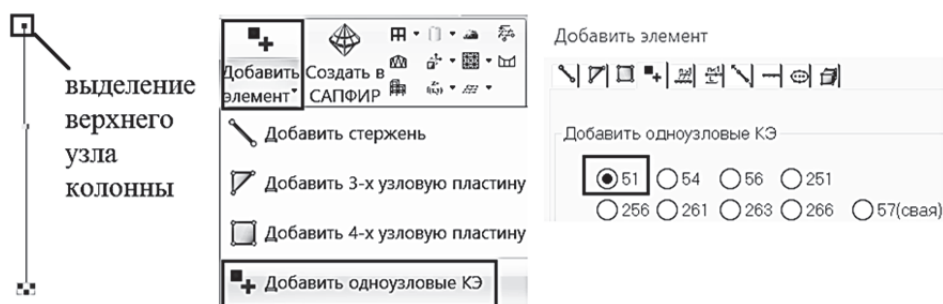 выделение
верхнего
узла
колонны
Добавить
элемент
Создать в
САПФИР
Добавить стержень
Добавить 3-х узловую пластину
Добавить 4-х узловую пластину
Добавить одноузловые КЭ
Добавить элемент
Добавить одноузловые КЭ
51 54 56 251
256 261 263 266 57(свая)